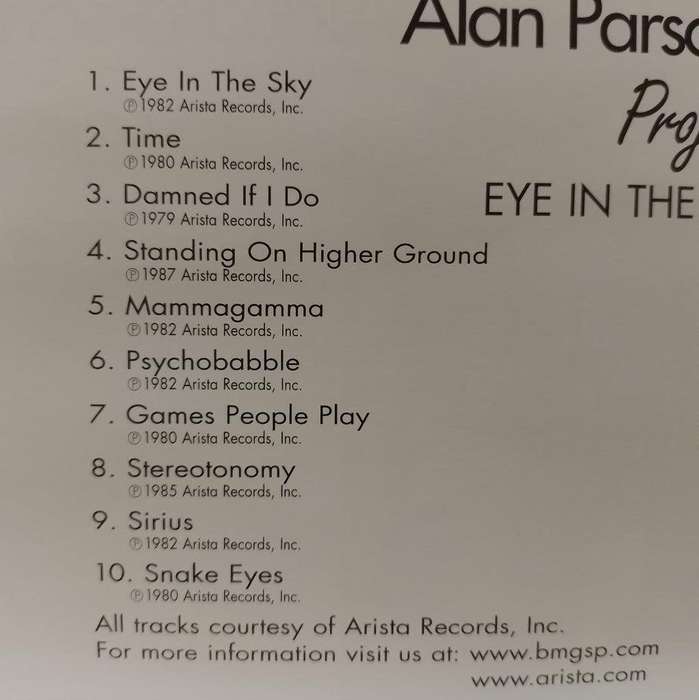 Alan Parso
Proj
EYE IN THE
1. Eye In The Sky
℗1982 Arista Records, Inc.
2. Time
℗1980 Arista Records, Inc.
3. Damned If I Do
℗1979 Arista Records, Inc.
4. Standing On Higher Ground
℗1987 Arista Records, Inc.
5. Mammagamma
℗1982 Arista Records, Inc.
6. Psychobabble
℗1982 Arista Records, Inc.
7. Games People Play
℗1980 Arista Records, Inc.
8. Stereotonomy
℗1985 Arista Records, Inc.
9. Sirius
℗1982 Arista Records, Inc.
10. Snake Eyes
℗1980 Arista Records, Inc.
All tracks courtesy of Arista Records, Inc.
For more information visit us at: www.bmgsp.com
www.arista.com